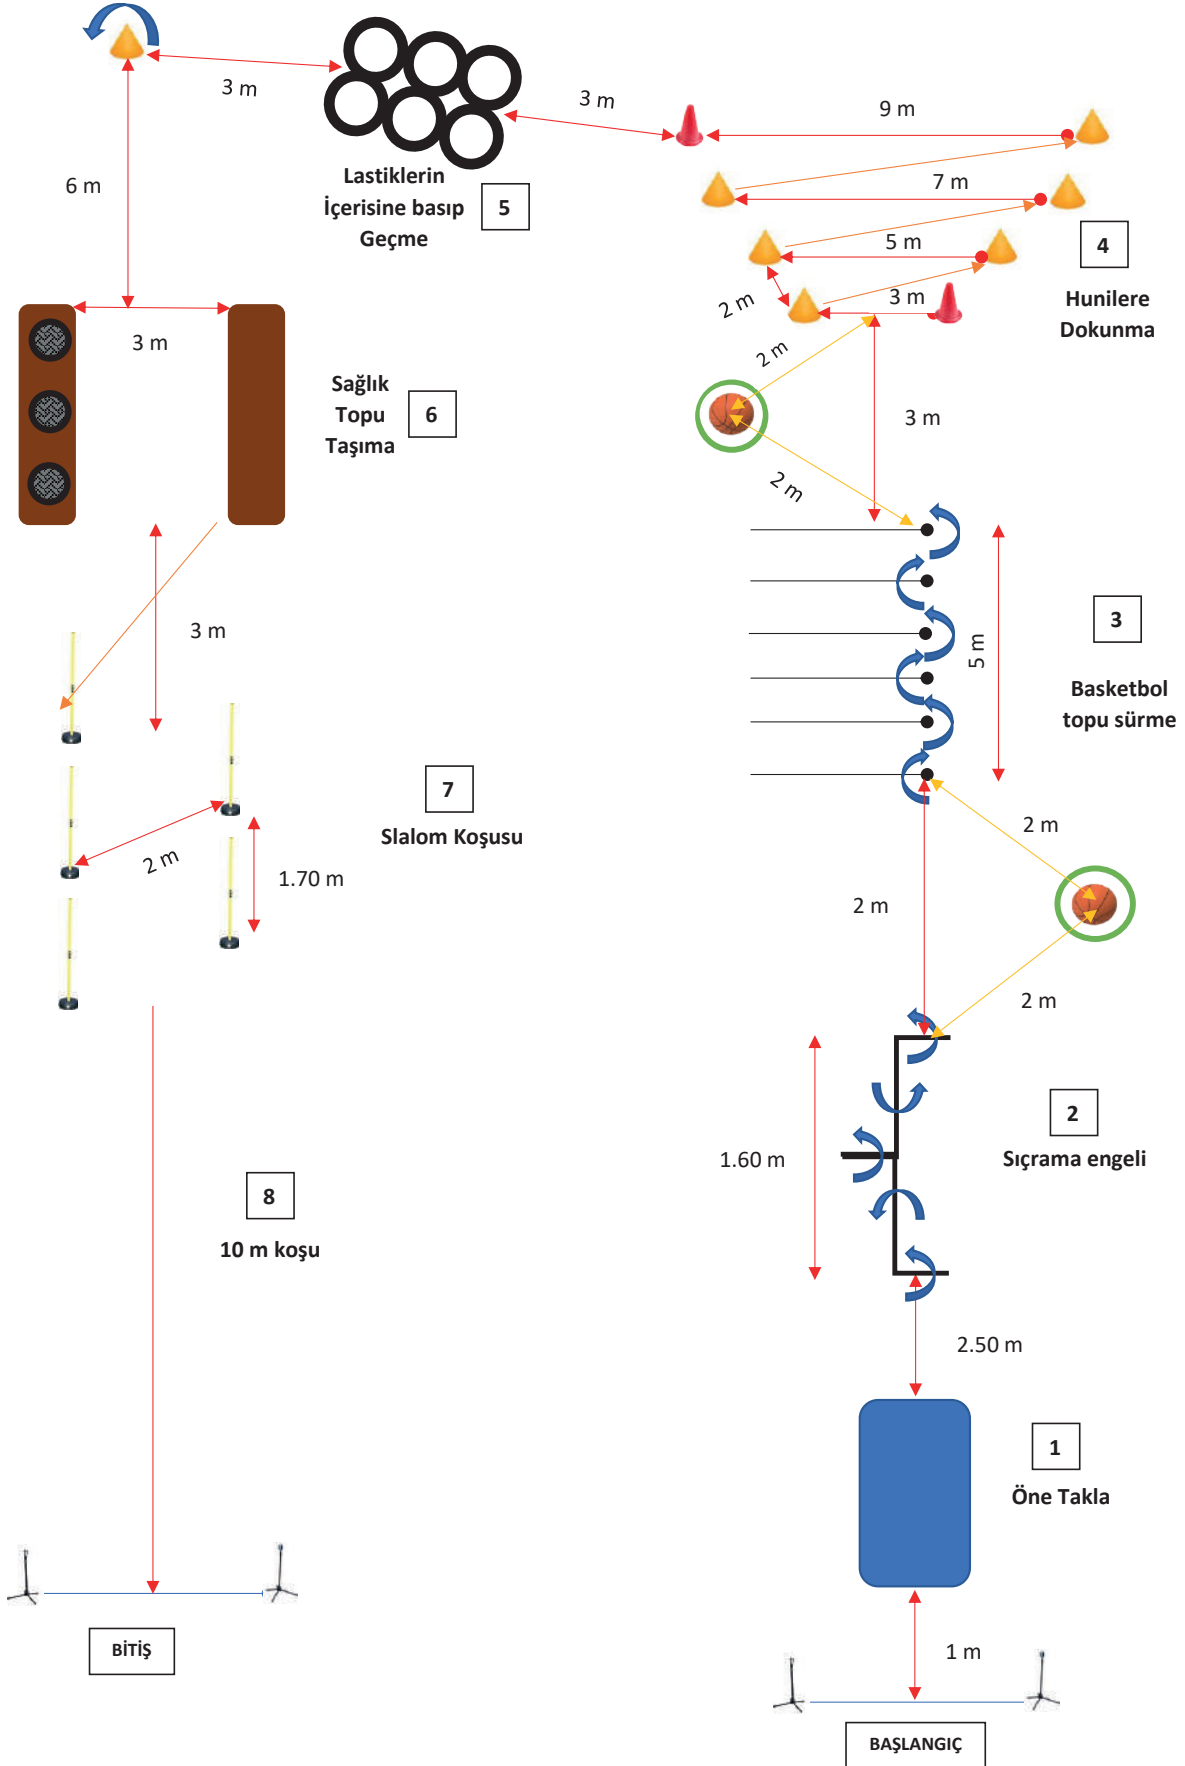 3 m
3 m
9 m
6 m
Lastiklerin
İçerisine basıp
Geçme
5
7 m
5 m
4
2 m
3 m
Hunilere
Dokunma
3 m
2 m
Sağlık
Topu
Taşıma
6
3 m
2 m
3 m
3
5 m
Basketbol
topu sürme
7
Slalom Koşusu
2 m
1.70 m
2 m
2 m
2 m
2
1.60 m
Sıçrama engeli
8
10 m koşu
2.50 m
1
Öne Takla
BİTİŞ
1 m
BAŞLANGIÇ